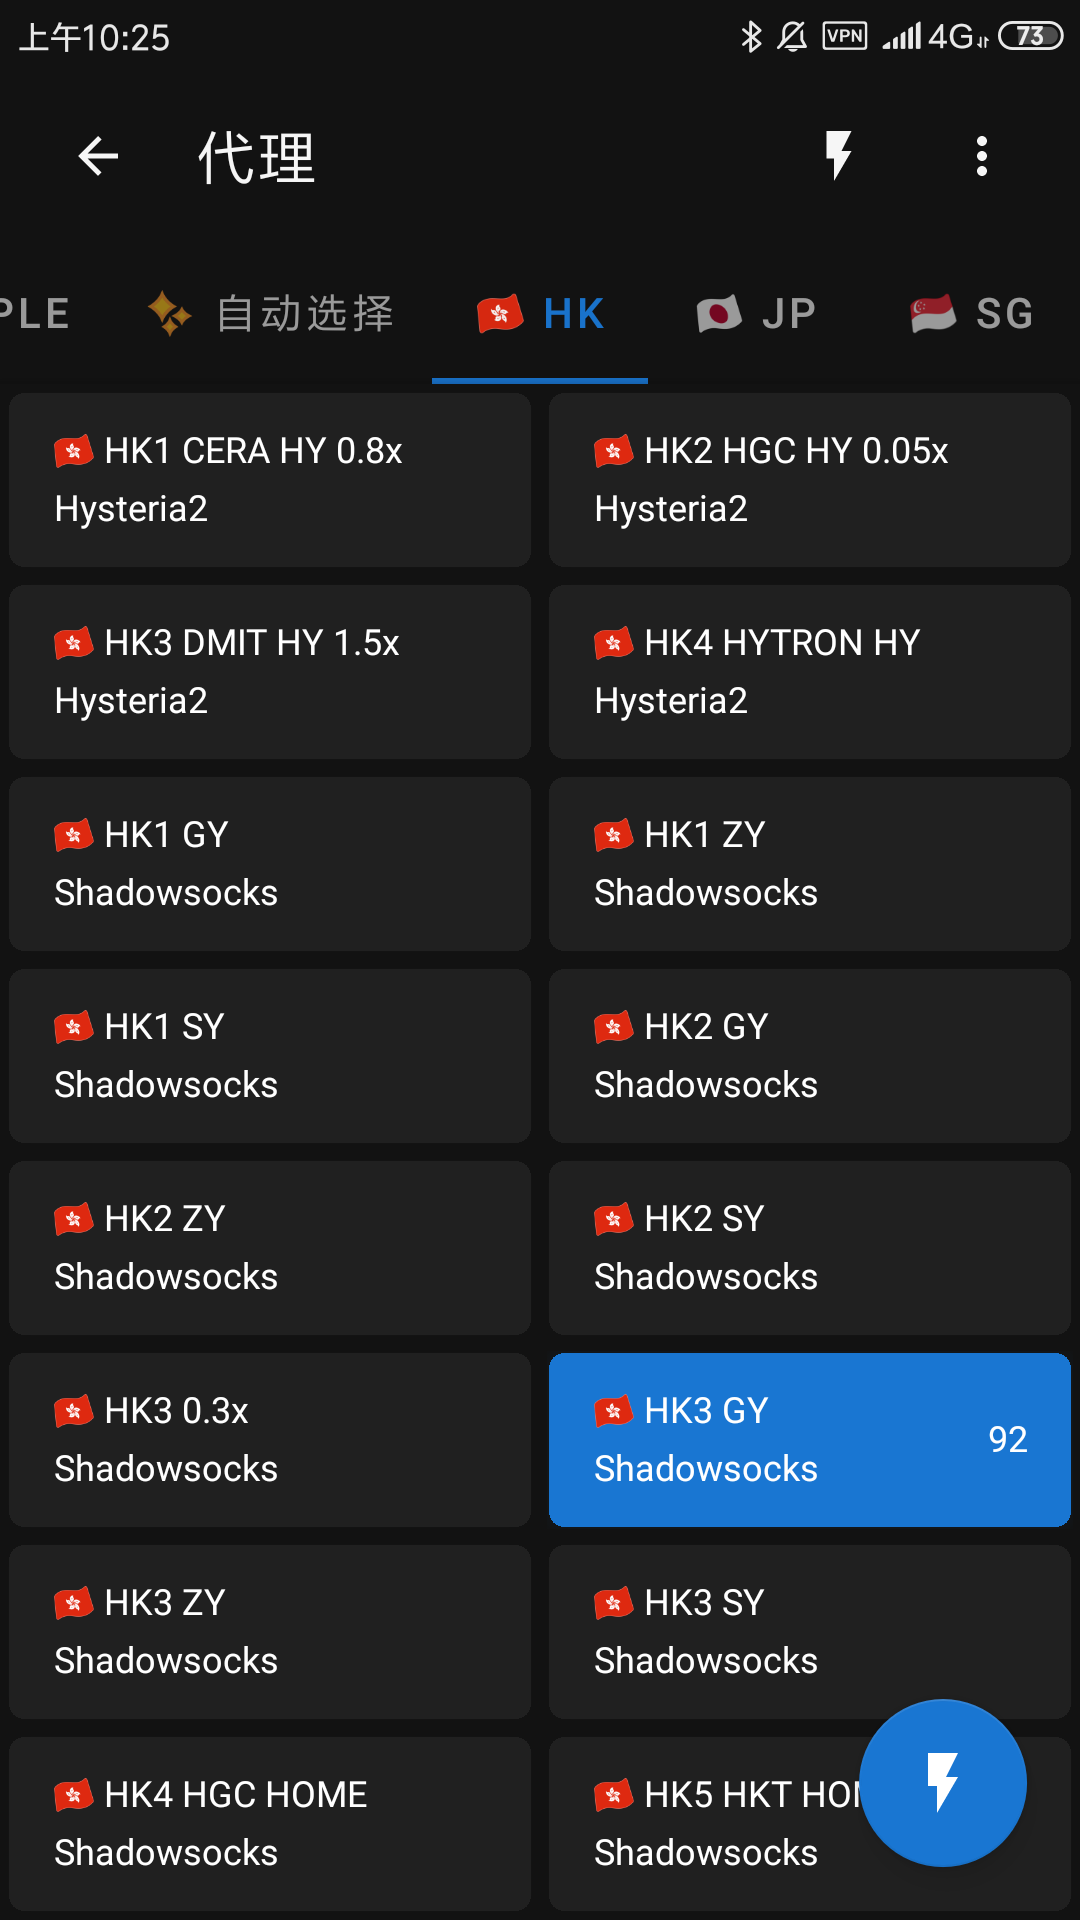 上午10:25
VPN
4G
73
代理
PLE
自动选择
HK
JP
SG
HK1 CERA HY 0.8x
Hysteria2
HK2 HGC HY 0.05x
Hysteria2
HK3 DMIT HY 1.5x
Hysteria2
HK4 HYTRON HY
Hysteria2
HK1 GY
Shadowsocks
HK1 ZY
Shadowsocks
HK1 SY
Shadowsocks
HK2 GY
Shadowsocks
HK2 ZY
Shadowsocks
HK2 SY
Shadowsocks
HK3 0.3x
Shadowsocks
HK3 GY
Shadowsocks
92
HK3 ZY
Shadowsocks
HK3 SY
Shadowsocks
HK4 HGC HOME
Shadowsocks
HK5 HKT
Shadowsocks